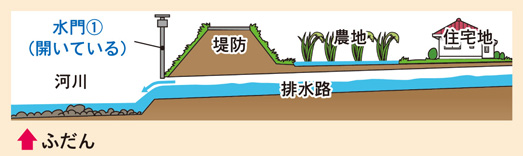 水門①
（開いている）
堤防
農地
住宅地
河川
排水路
ふだん